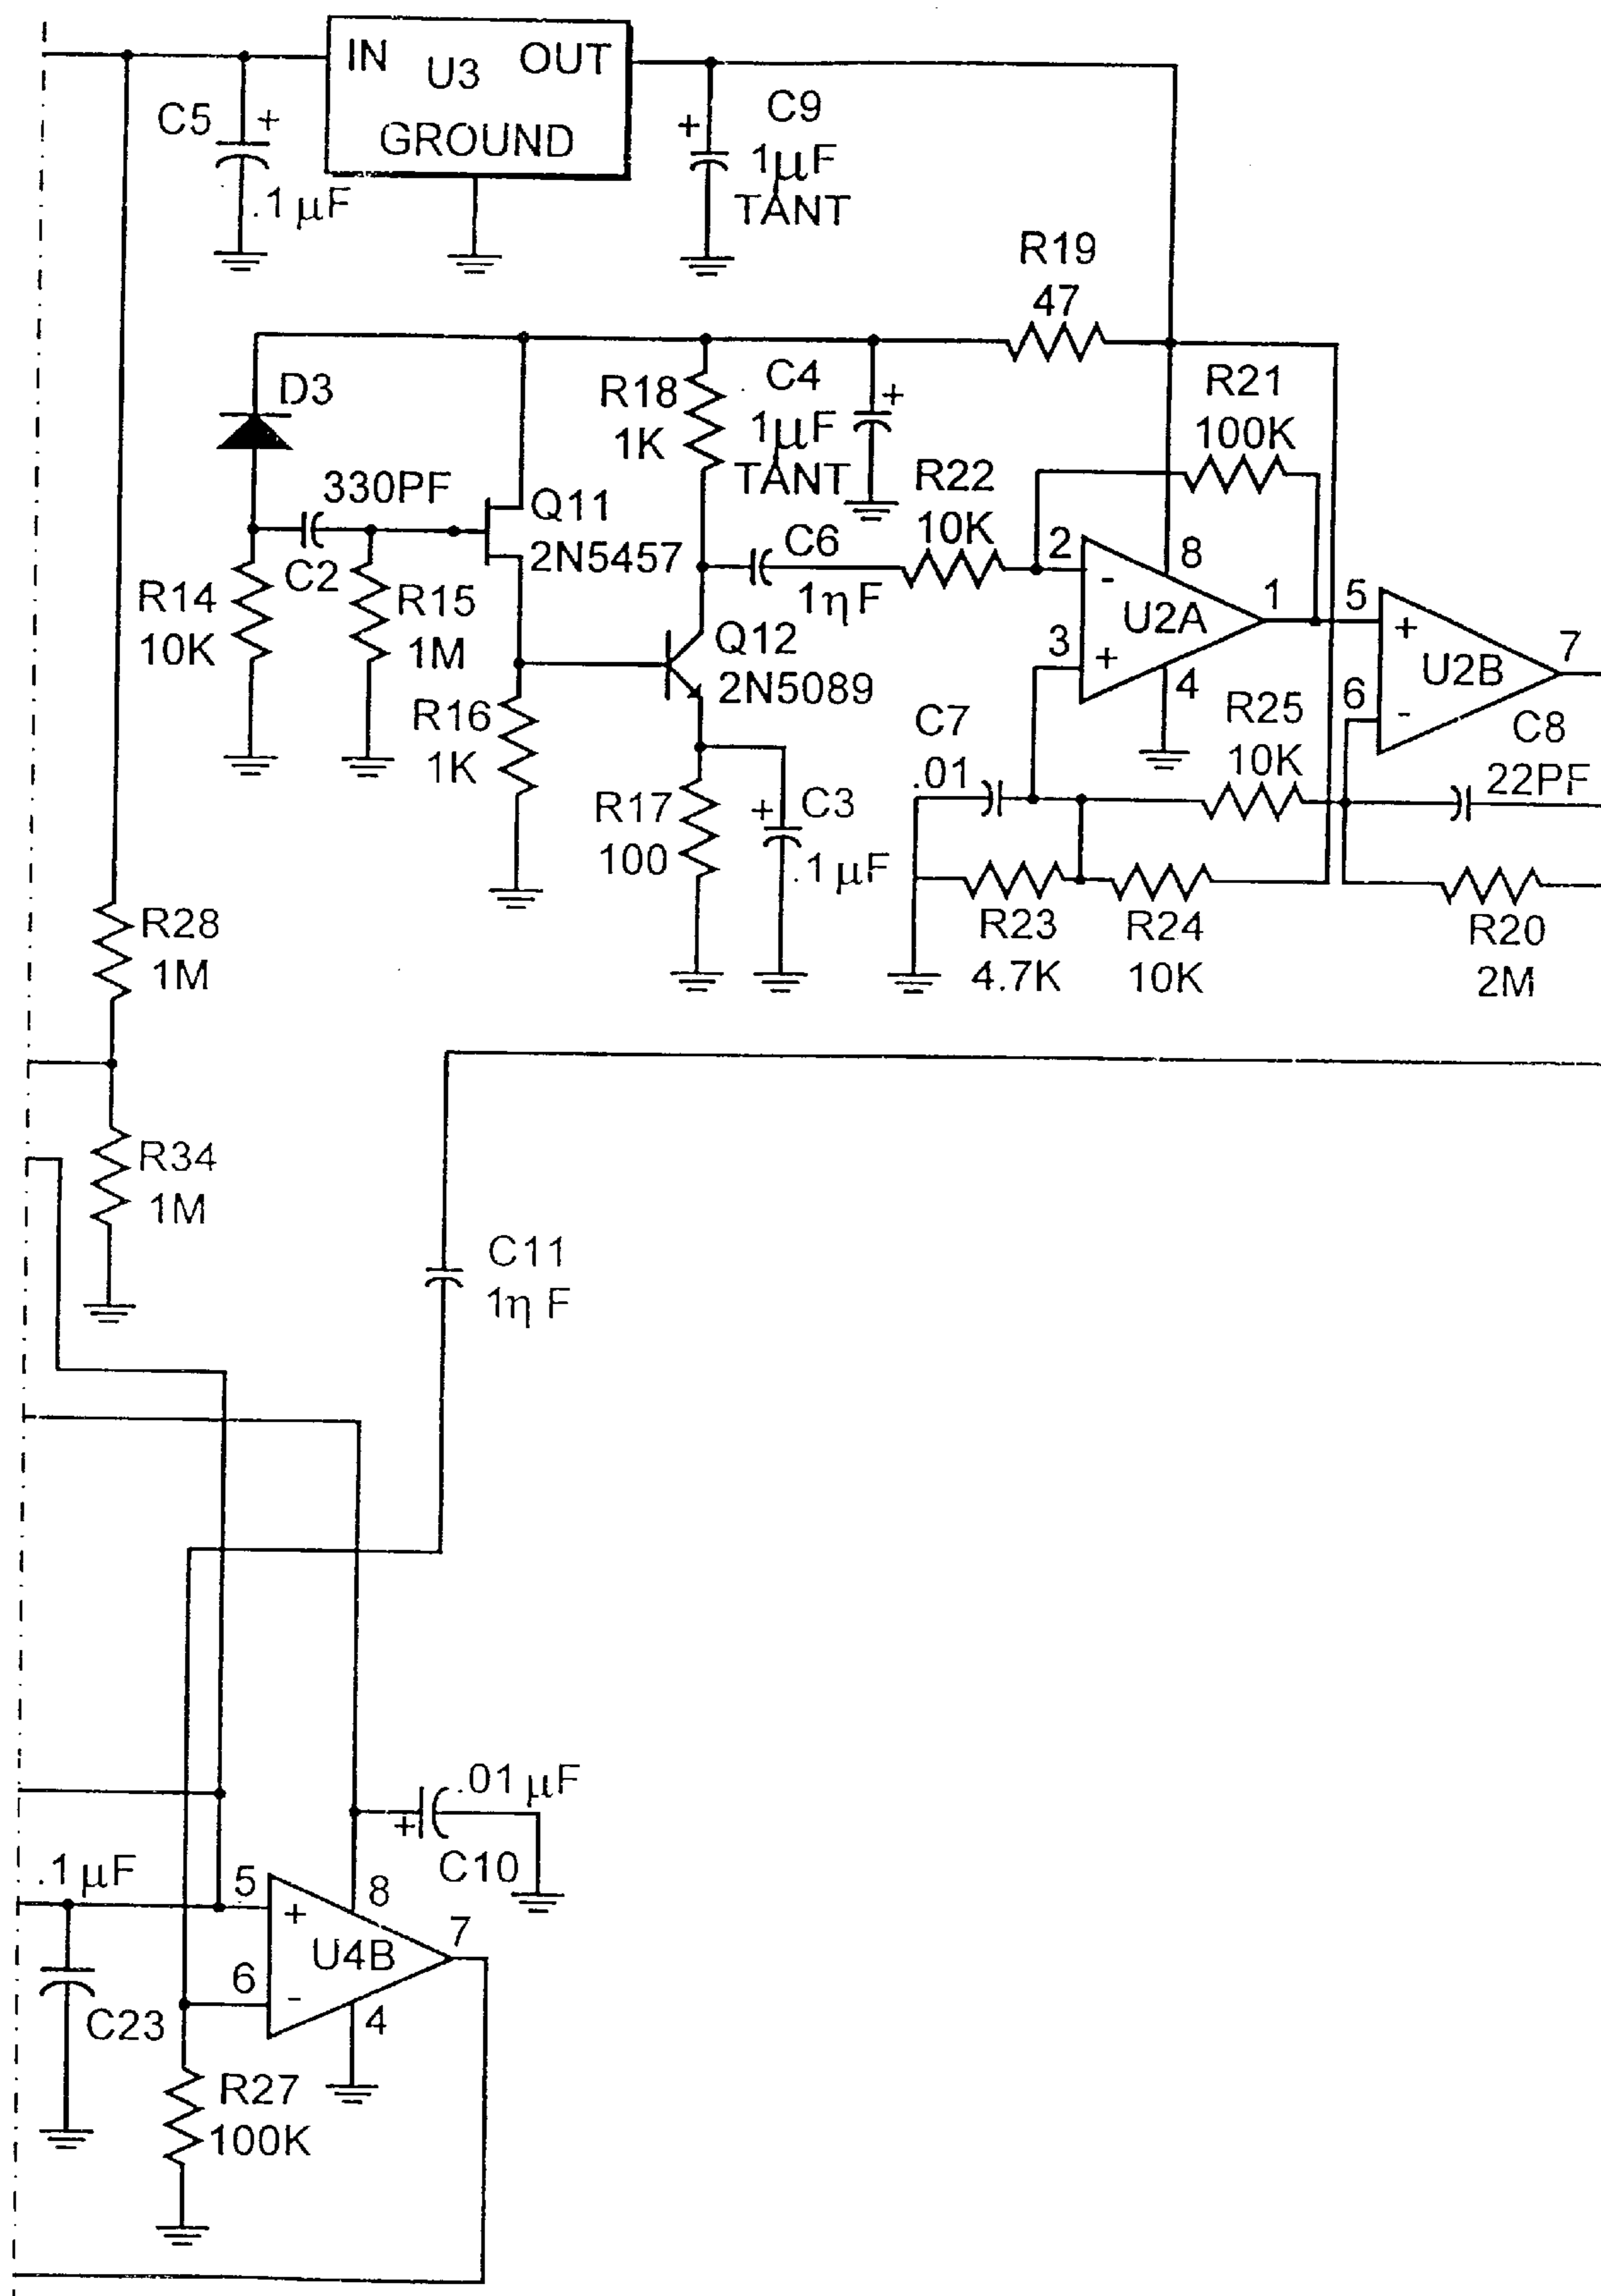 IN U3 OUT
GROUND
C5 +
.1 μF
+ C9
1μF
TANT
R19
47
D3
R18
1K
C4 +
1μF
TANT
R21
100K
330PF
C2
Q11
2N5457
R22
10K
C6
1η F
R14
10K
R15
1M
2 -
8
U2A
1
3 +
4
5 +
U2B
7
6 -
Q12
2N5089
R16
1K
C7
.01
R25
10K
C8
22PF
R17
100
+ C3
.1 μF
R23
4.7K
R24
10K
R20
2M
R28
1M
R34
1M
C11
1η F
.01 μF
+
C10
.1 μF
C23
5 +
8
U4B
7
6 -
4
R27
100K